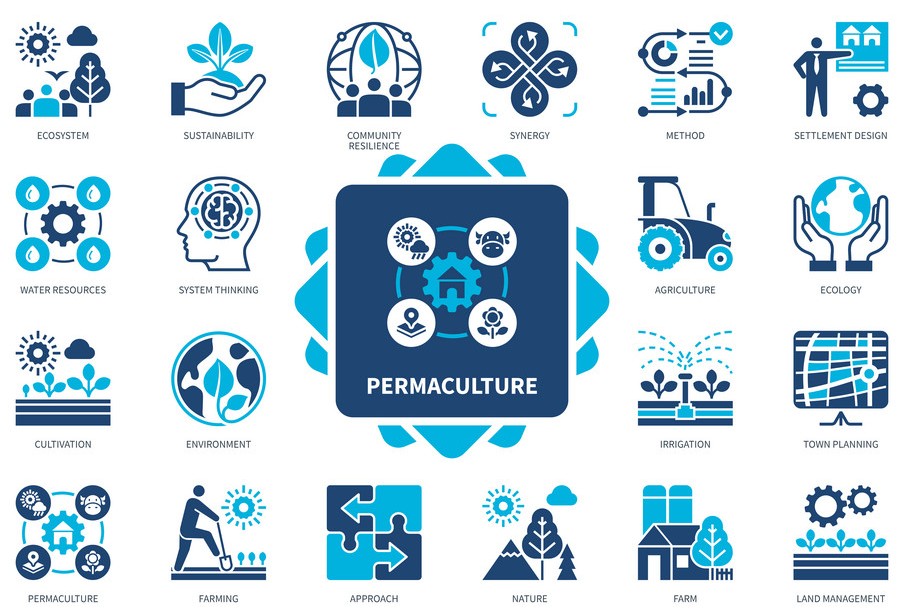 ECOSYSTEM
SUSTAINABILITY
COMMUNITY
RESILIENCE
SYNERGY
METHOD
SETTLEMENT DESIGN
WATER RESOURCES
SYSTEM THINKING
AGRICULTURE
ECOLOGY
PERMACULTURE
CULTIVATION
ENVIRONMENT
IRRIGATION
TOWN PLANNING
PERMACULTURE
FARMING
APPROACH
NATURE
FARM
LAND MANAGEMENT